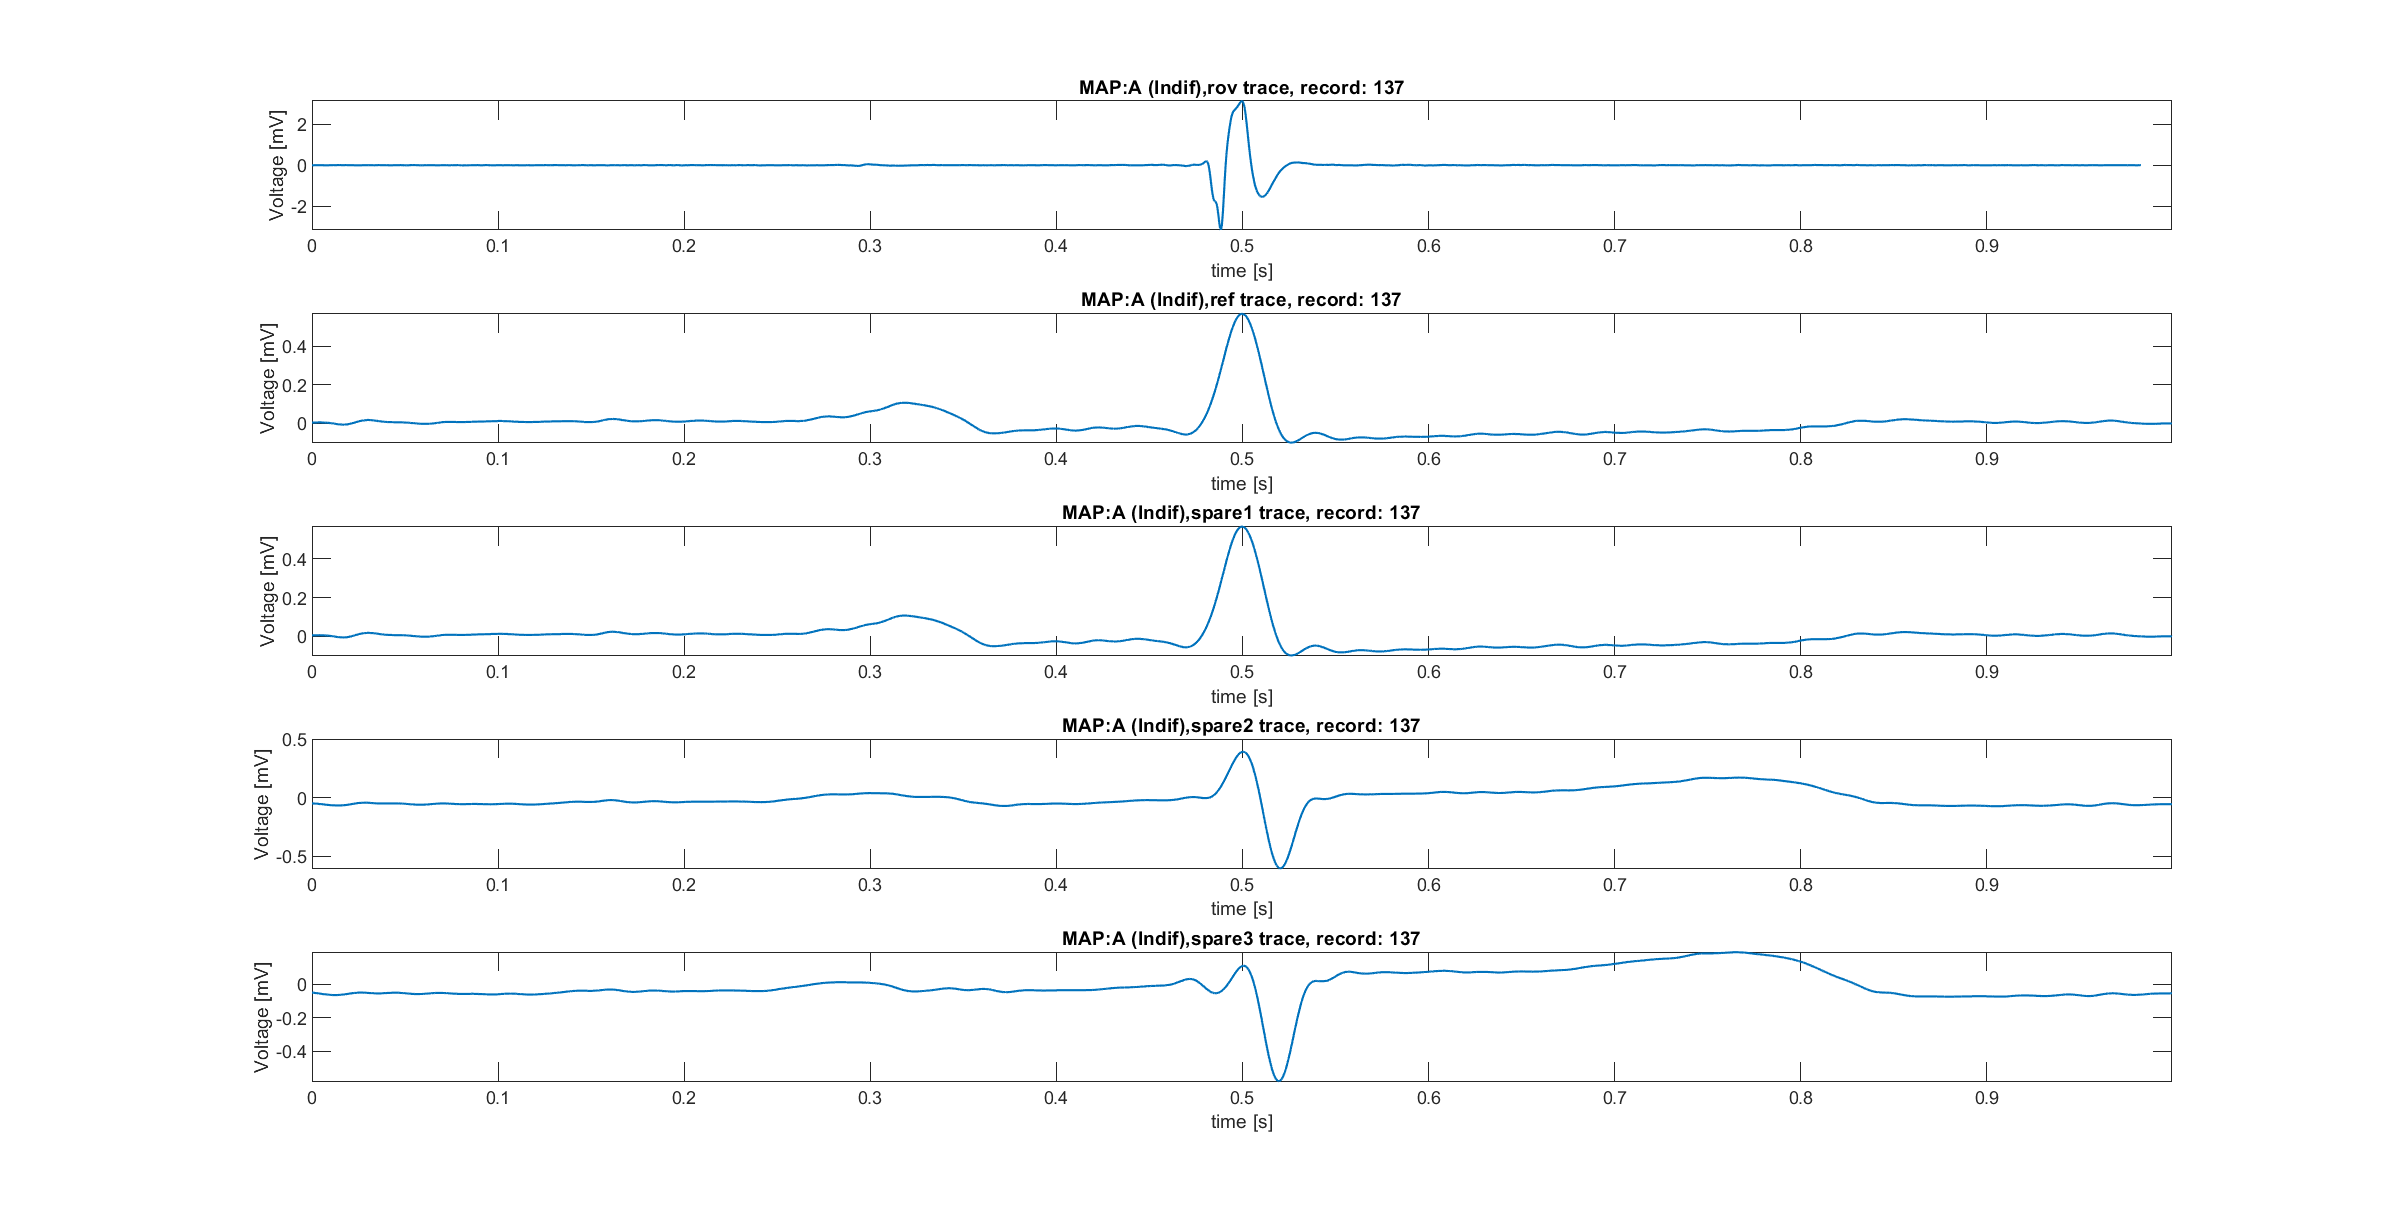 MAP:A (Indif),rov trace, record: 137
Voltage [mV]
2
0
-2
0 0.1 0.2 0.3 0.4 0.5 0.6 0.7 0.8 0.9
time [s]
MAP:A (Indif),ref trace, record: 137
Voltage [mV]
0.4
0.2
0
0 0.1 0.2 0.3 0.4 0.5 0.6 0.7 0.8 0.9
time [s]
MAP:A (Indif),spare1 trace, record: 137
Voltage [mV]
0.4
0.2
0
0 0.1 0.2 0.3 0.4 0.5 0.6 0.7 0.8 0.9
time [s]
MAP:A (Indif),spare2 trace, record: 137
Voltage [mV]
0.5
0
-0.5
0 0.1 0.2 0.3 0.4 0.5 0.6 0.7 0.8 0.9
time [s]
MAP:A (Indif),spare3 trace, record: 137
Voltage [mV]
0
-0.2
-0.4
0 0.1 0.2 0.3 0.4 0.5 0.6 0.7 0.8 0.9
time [s]